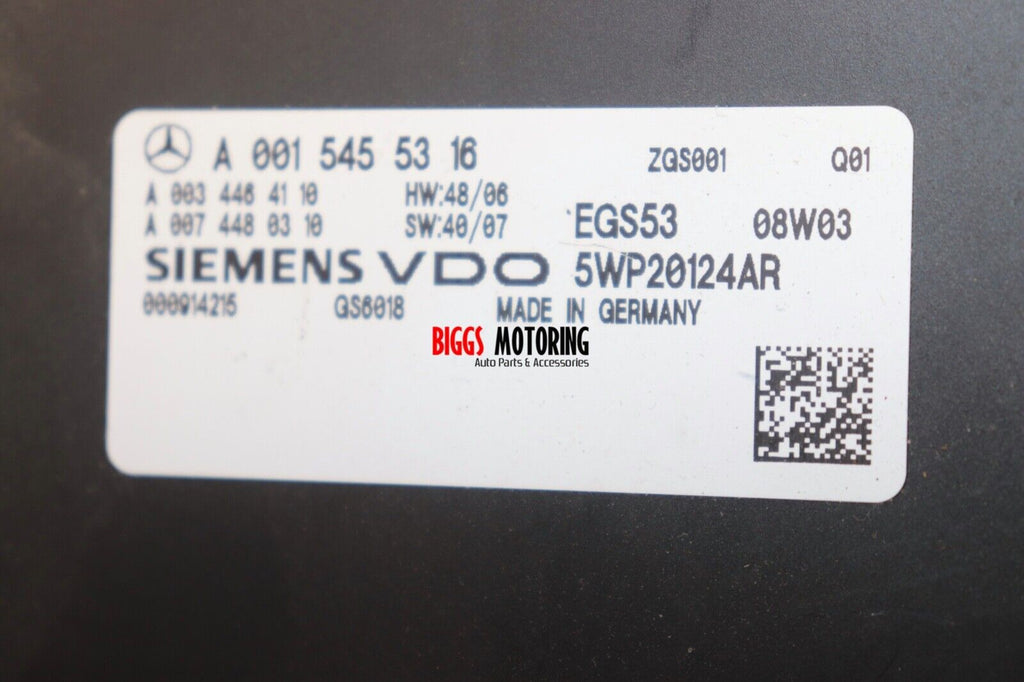 A 001 545 53 16 ZGS001 Q01
A 003 446 41 10 HW:48/06
A 007 448 03 10 SW:40/07 EGS53 08W03
SIEMENS VDO 5WP20124AR
000914215 GS6018 MADE IN GERMANY
BIGGS MOTORING
Auto Parts & Accessories